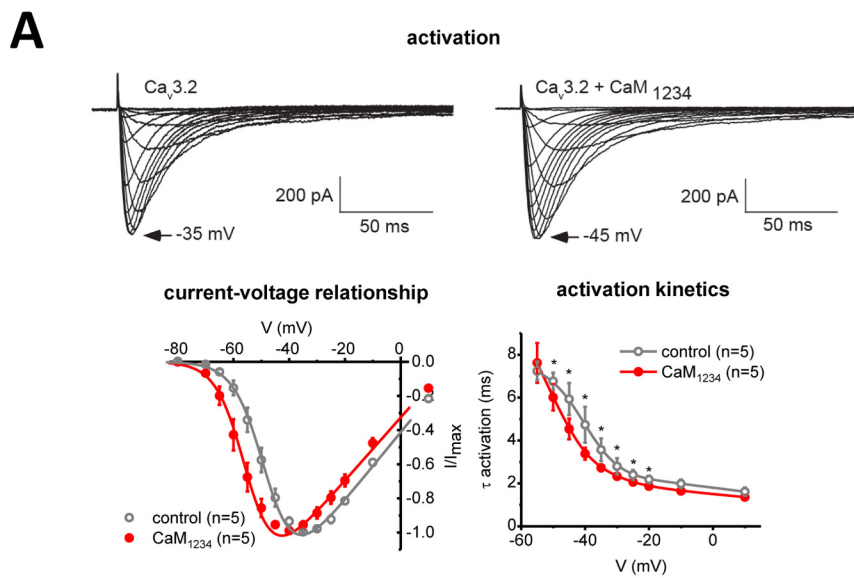 A
activation
Cav3.2
Cav3.2 + CaM 1234
200 pA
50 ms
-35 mV
200 pA
50 ms
-45 mV
current-voltage relationship
V (mV)
-80 -60 -40 -20 0
0.0
-0.2
-0.4
-0.6
-0.8
-1.0
I/Imax
control (n=5)
CaM1234 (n=5)
activation kinetics
8
6
4
2
0
τ activation (ms)
* * * * * * *
control (n=5)
CaM1234 (n=5)
-60 -40 -20 0
V (mV)